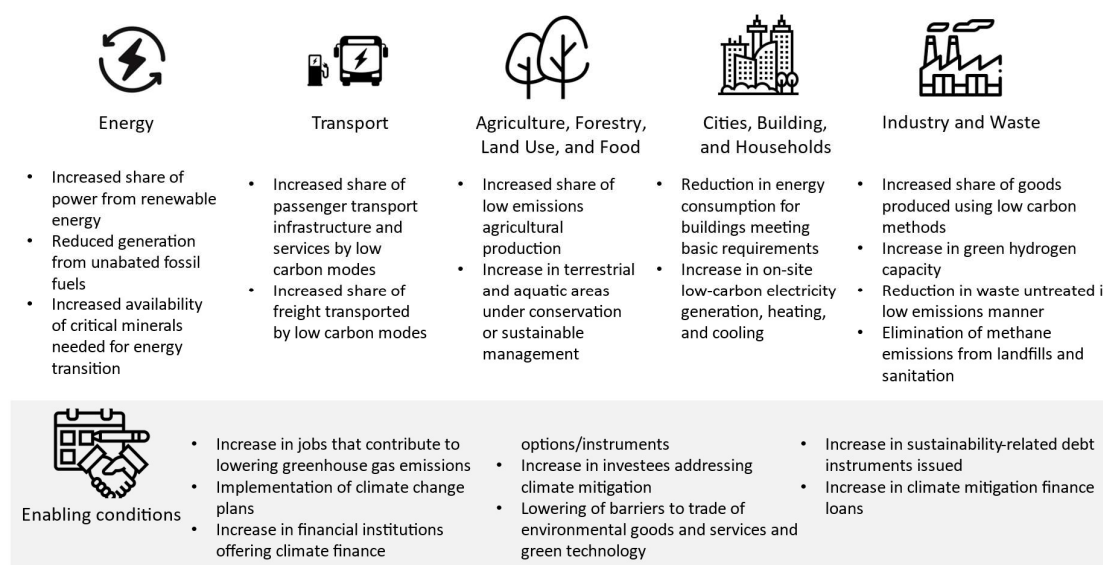 Energy
• Increased share of
power from renewable
energy
• Reduced generation
from unabated fossil
fuels
• Increased availability
of critical minerals
needed for energy
transition
Transport
• Increased share of
passenger transport
infrastructure and
services by low
carbon modes
• Increased share of
freight transported
by low carbon modes
Agriculture, Forestry,
Land Use, and Food
• Increased share of
low emissions
agricultural
production
• Increase in terrestrial
and aquatic areas
under conservation
or sustainable
management
Cities, Building,
and Households
• Reduction in energy
consumption for
buildings meeting
basic requirements
• Increase in on-site
low-carbon electricity
generation, heating,
and cooling
Industry and Waste
• Increased share of goods
produced using low carbon
methods
• Increase in green hydrogen
capacity
• Reduction in waste untreated i
low emissions manner
• Elimination of methane
emissions from landfills and
sanitation
Enabling conditions
• Increase in jobs that contribute to
lowering greenhouse gas emissions
• Implementation of climate change
plans
• Increase in financial institutions
offering climate finance
options/instruments
• Increase in investees addressing
climate mitigation
• Lowering of barriers to trade of
environmental goods and services and
green technology
• Increase in sustainability-related debt
instruments issued
• Increase in climate mitigation finance
loans